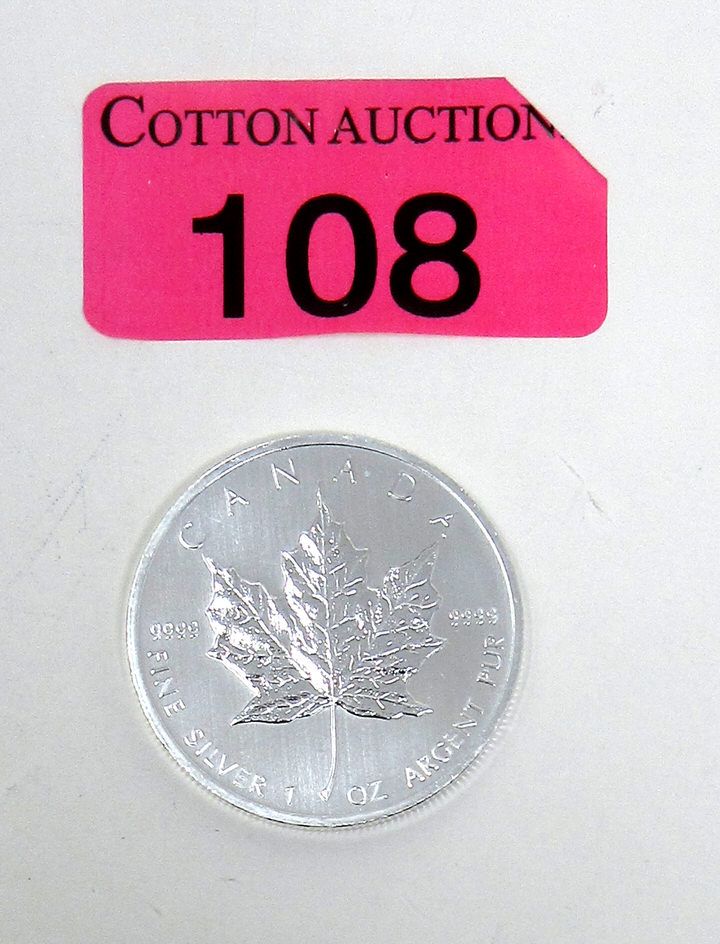 COTTON AUCTION
108
CANADA
9999 9999
FINE SILVER 1 OZ ARGENT PUR